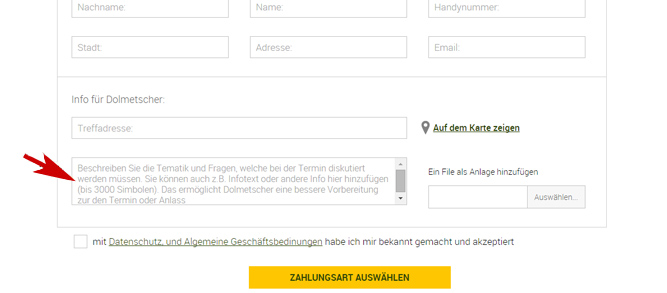 Nachname: Name: Handynummer:
Stadt: Adresse: Email:
Info für Dolmetscher:
Treffadresse: Auf dem Karte zeigen
Beschreiben Sie die Tematik und Fragen, welche bei der Termin diskutiert
werden müssen. Sie können auch z.B. Infotext oder andere Info hier hinzufügen
(bis 3000 Simbolen). Das ermöglicht Dolmetscher eine bessere Vorbereitung
zur den Termin oder Anlass
Ein File als Anlage hinzufügen
Auswählen...
mit Datenschutz, und Algemeine Geschäftsbedinungen habe ich mir bekannt gemacht und akzeptiert
ZAHLUNGSART AUSWÄHLEN